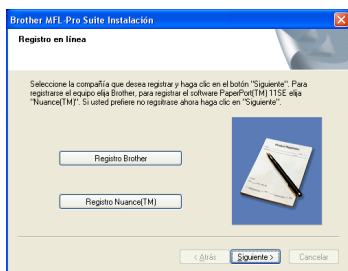 Brother MFL-Pro Suite Instalación
Registro en línea
Seleccione la compañía que desea registrar y haga clic en el botón "Siguiente". Para
registrarse el equipo elija Brother, para registrar el software PaperPort(TM) 11SE elija
"Nuance(TM)". Si usted prefiere no regsitrase ahora haga clic en "Siguiente".
Registro Brother
Registro Nuance(TM)
< Atrás
Siguiente >
Cancelar